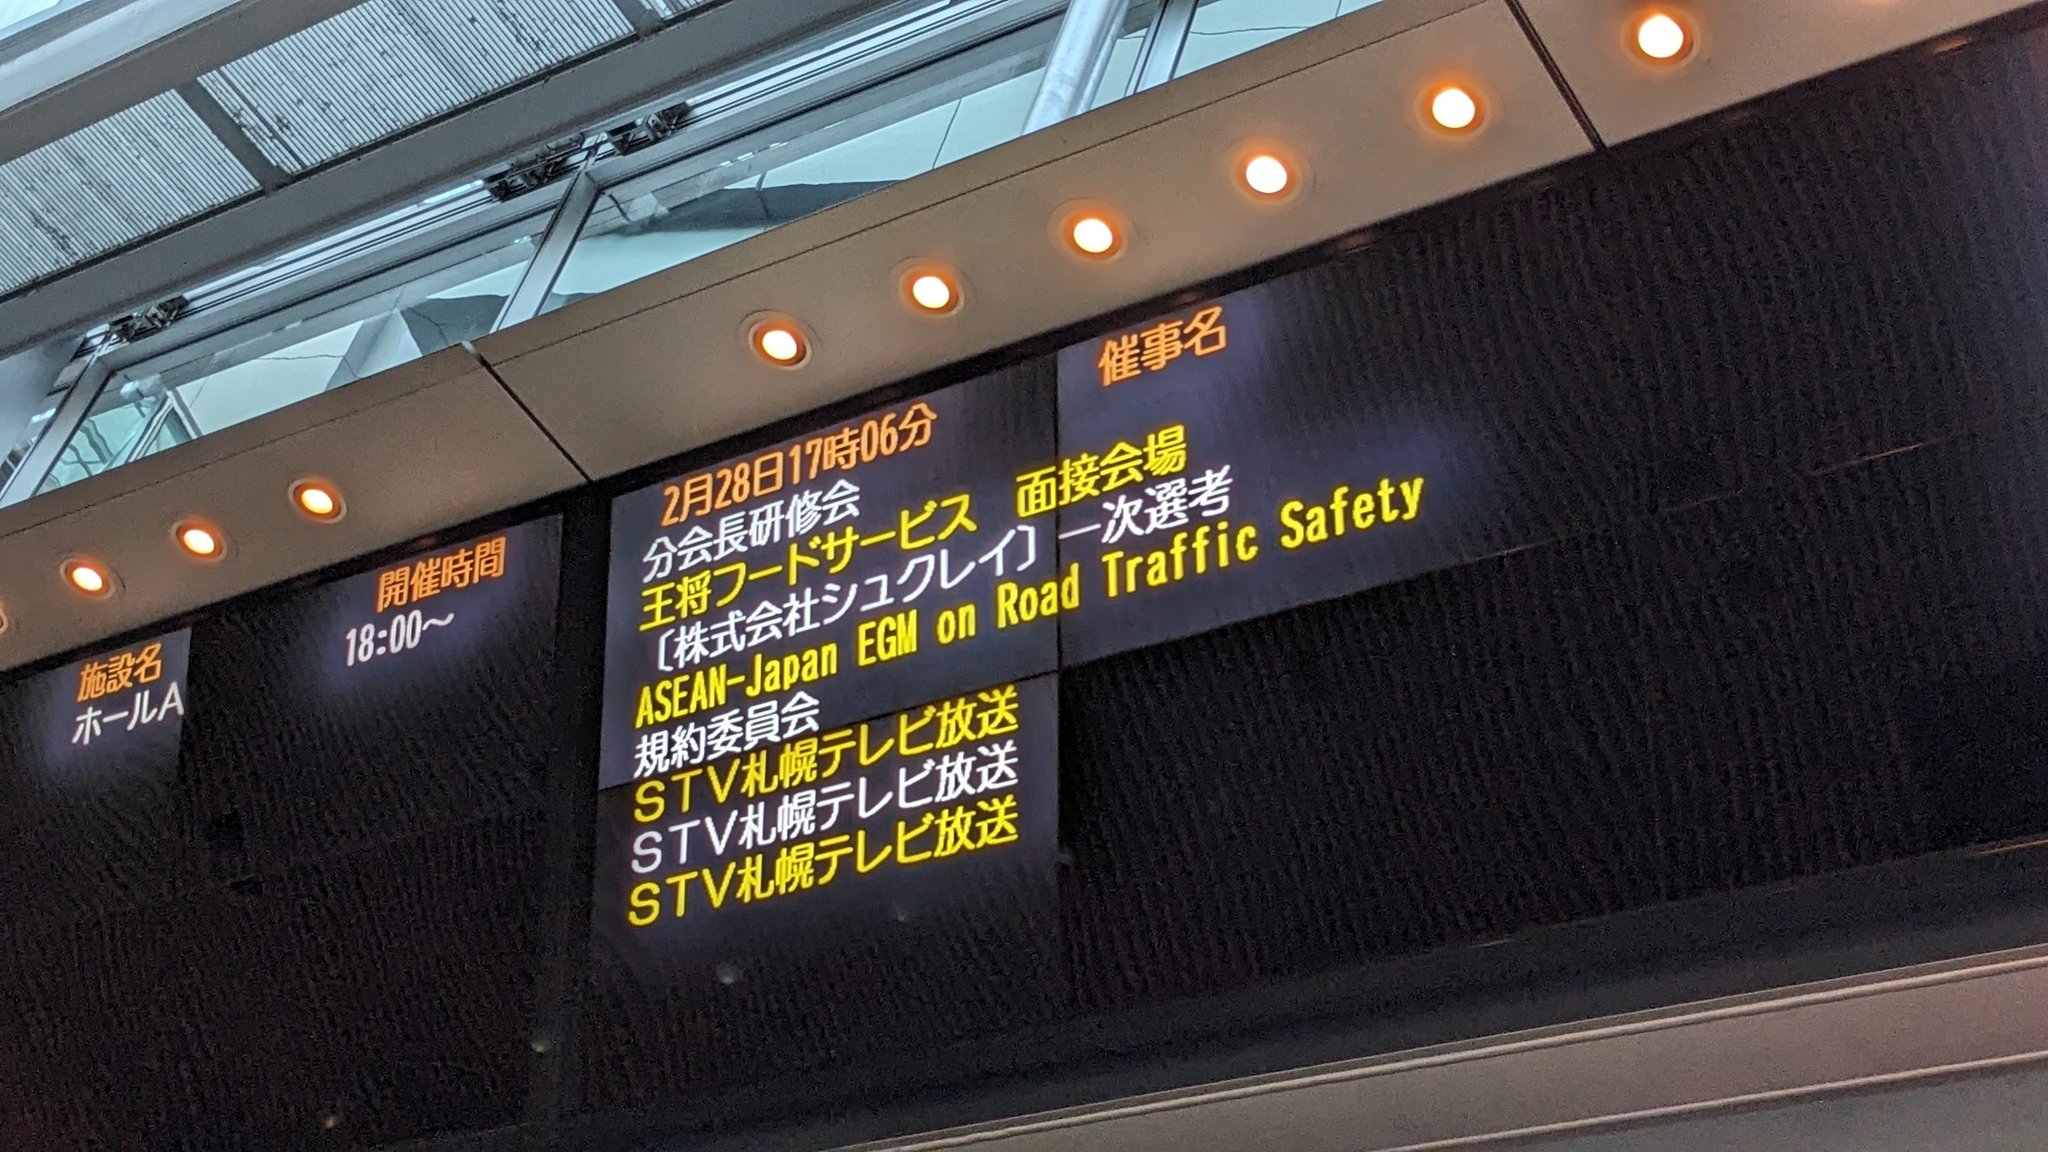 施設名
ホールA
開催時間
18:00～
2月28日17時06分
催事名
分会長研修会
王将フードサービス　面接会場
〔株式会社シュクレイ〕一次選考
ASEAN-Japan EGM on Road Traffic Safety
規約委員会
ＳＴＶ札幌テレビ放送
ＳＴＶ札幌テレビ放送
ＳＴＶ札幌テレビ放送